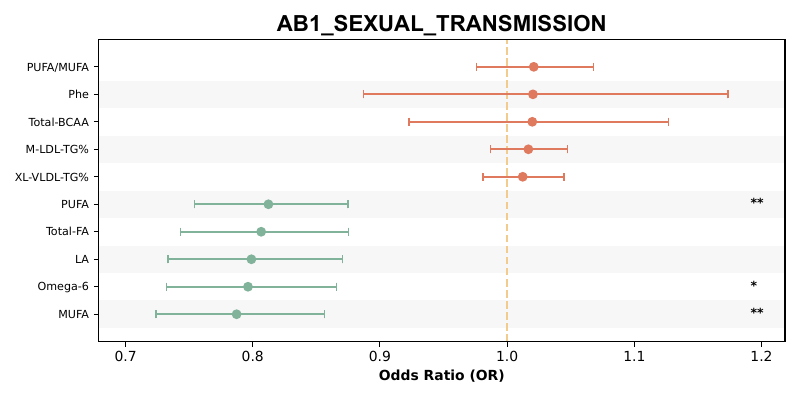 AB1_SEXUAL_TRANSMISSION
PUFA/MUFA
Phe
Total-BCAA
M-LDL-TG%
XL-VLDL-TG%
PUFA **
Total-FA
LA
Omega-6 *
MUFA **
0.7 0.8 0.9 1.0 1.1 1.2
Odds Ratio (OR)